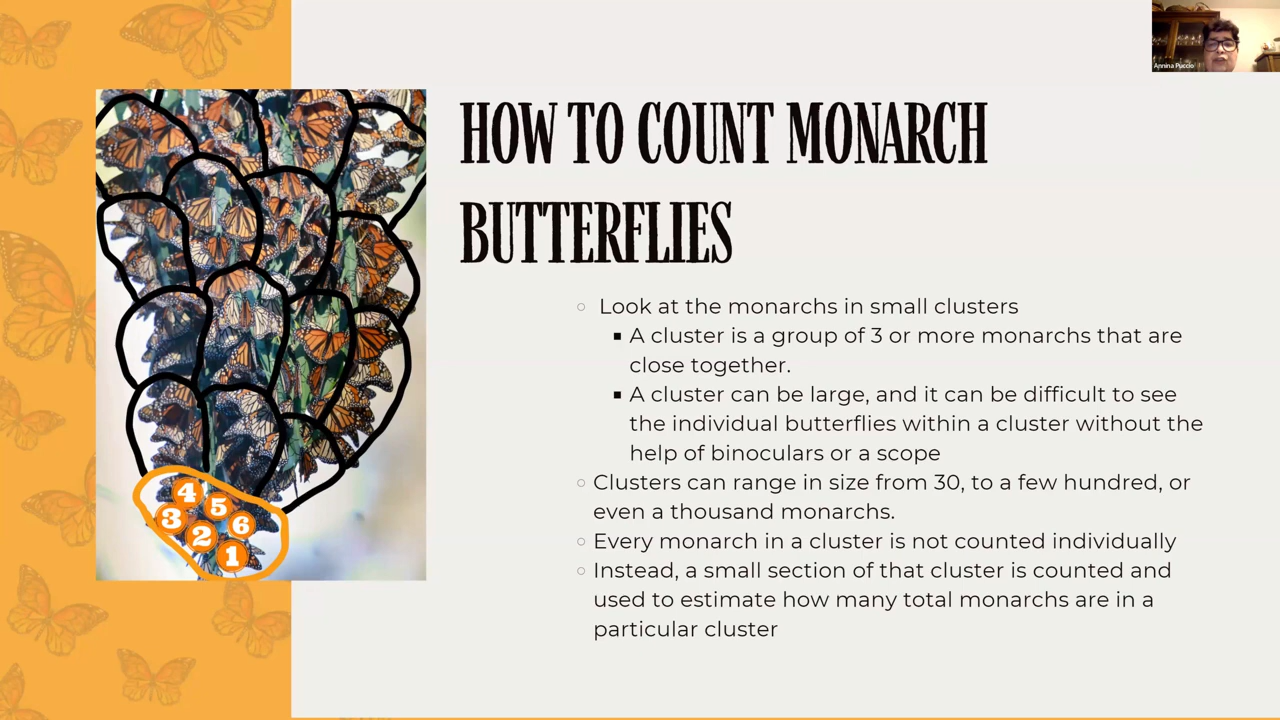 Annina Puccio
HOW TO COUNT MONARCH
BUTTERFLIES
Look at the monarchs in small clusters
A cluster is a group of 3 or more monarchs that are
close together.
A cluster can be large, and it can be difficult to see
the individual butterflies within a cluster without the
help of binoculars or a scope
Clusters can range in size from 30, to a few hundred, or
even a thousand monarchs.
Every monarch in a cluster is not counted individually
Instead, a small section of that cluster is counted and
used to estimate how many total monarchs are in a
particular cluster
4
5
3
6
2
1